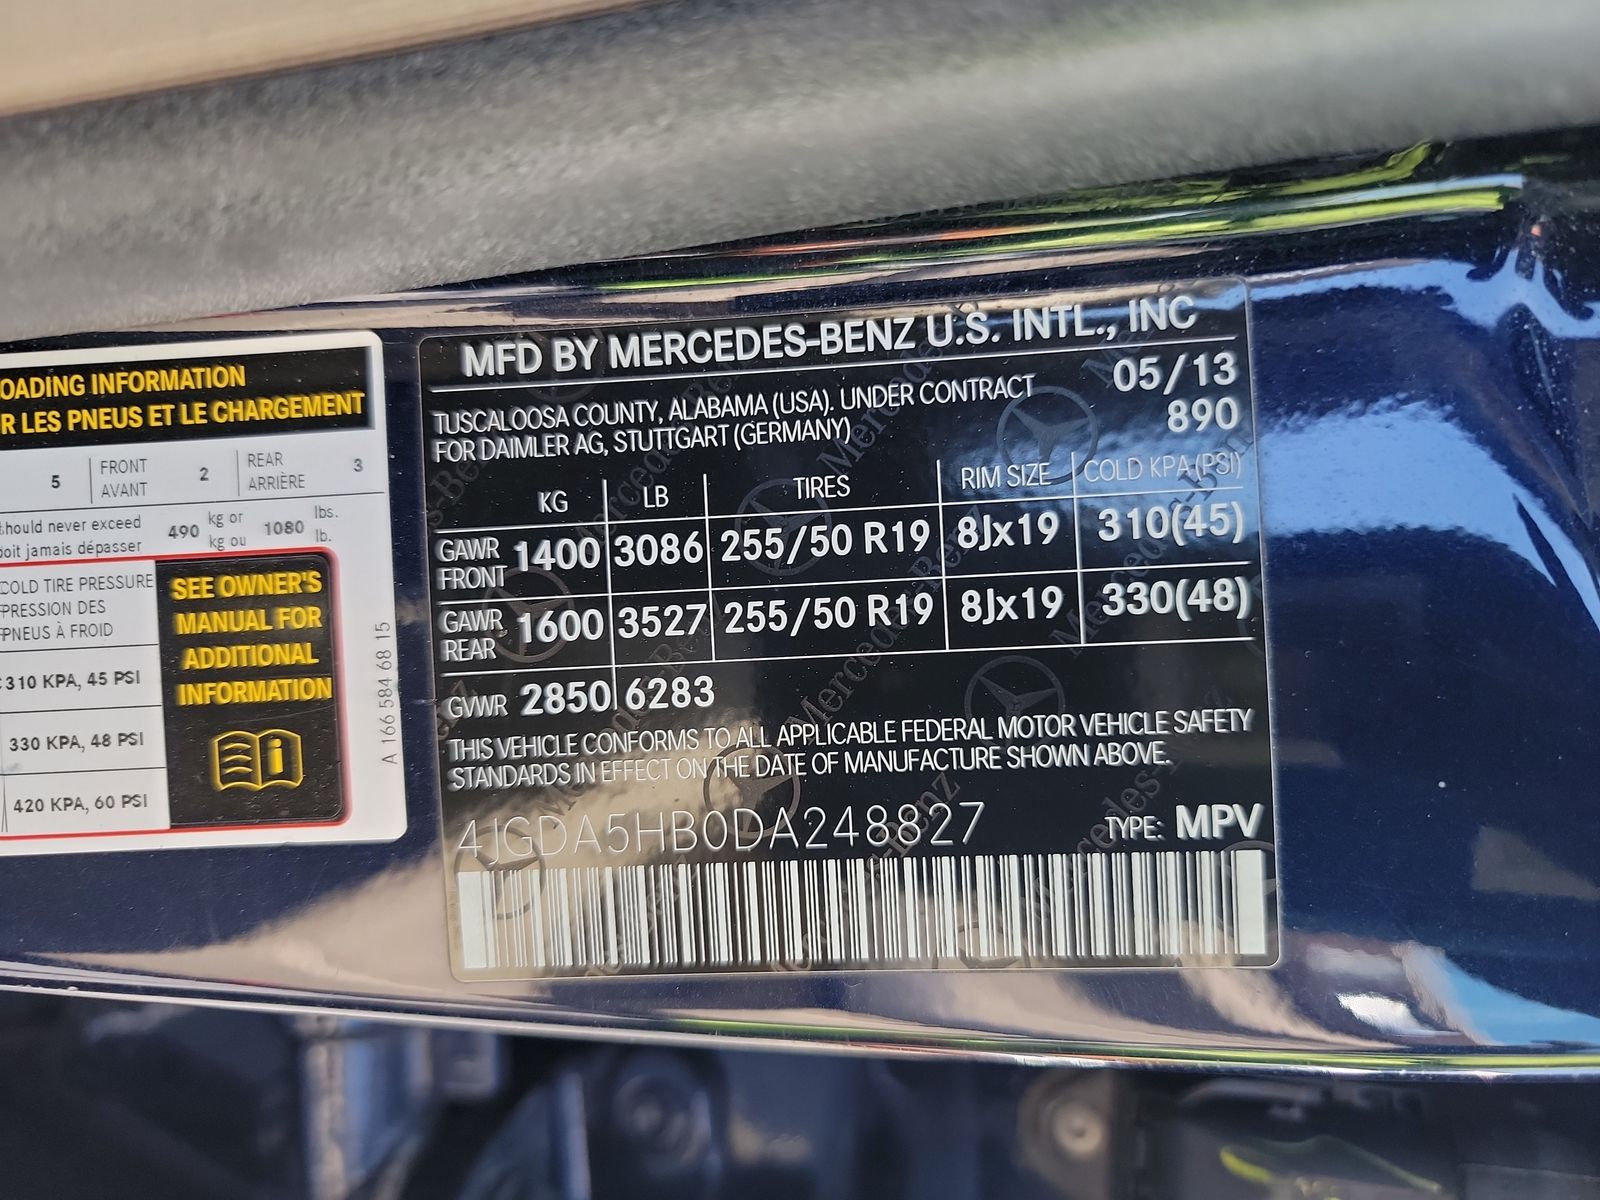 OADING INFORMATION
R LES PNEUS ET LE CHARGEMENT
5 FRONT AVANT 2 REAR ARRIÈRE 3
should never exceed 490 kg or 1080 lbs.
doit jamais dépasser kg ou lb.
COLD TIRE PRESSURE
PRESSION DES
PNEUS À FROID
310 KPA, 45 PSI
330 KPA, 48 PSI
420 KPA, 60 PSI
SEE OWNER'S
MANUAL FOR
ADDITIONAL
INFORMATION
A 166 584 68 15
MFD BY MERCEDES-BENZ U.S. INTL., INC
TUSCALOOSA COUNTY, ALABAMA (USA). UNDER CONTRACT 05/13
FOR DAIMLER AG, STUTTGART (GERMANY) 890
KG LB TIRES RIM SIZE COLD KPA (PSI)
GAWR FRONT 1400 3086 255/50 R19 8Jx19 310(45)
GAWR REAR 1600 3527 255/50 R19 8Jx19 330(48)
GVWR 2850 6283
THIS VEHICLE CONFORMS TO ALL APPLICABLE FEDERAL MOTOR VEHICLE SAFETY
STANDARDS IN EFFECT ON THE DATE OF MANUFACTURE SHOWN ABOVE.
4JGDA5HB0DA248827 TYPE: MPV